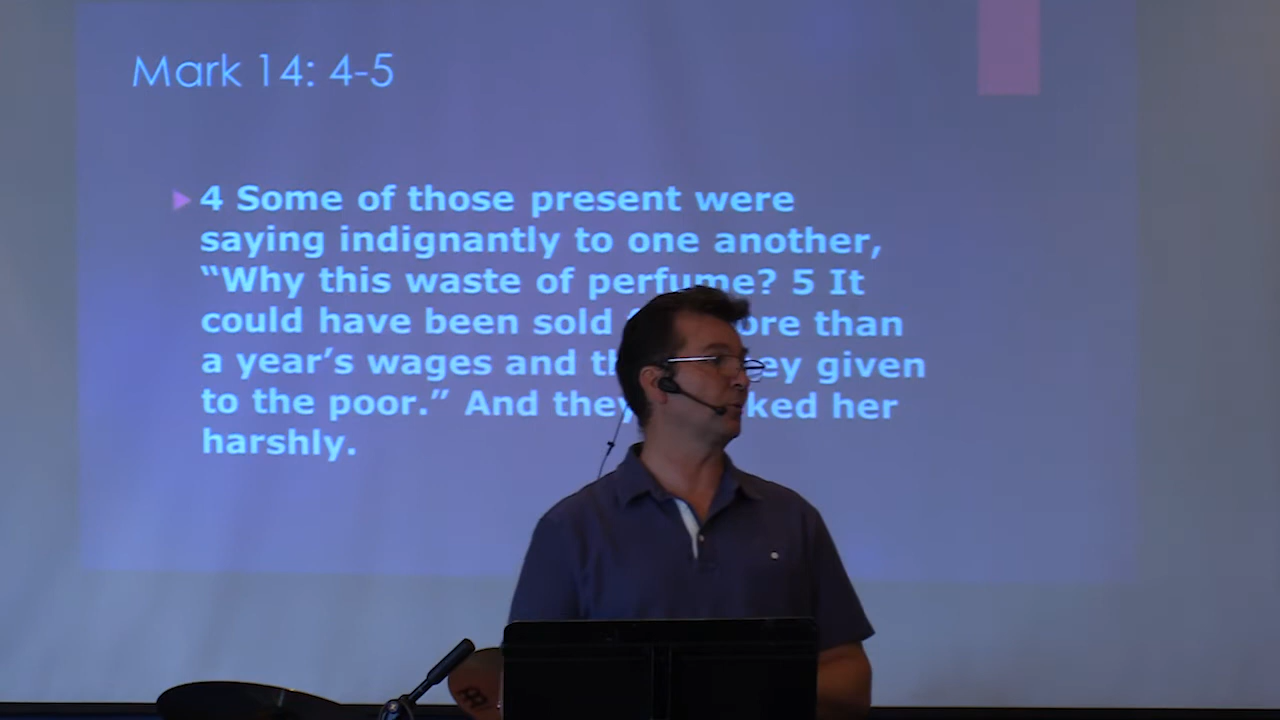 Mark 14: 4-5
4 Some of those present were
saying indignantly to one another,
“Why this waste of perfume? 5 It
could have been sold than
a year’s wages and given
to the poor.” And they her
harshly.